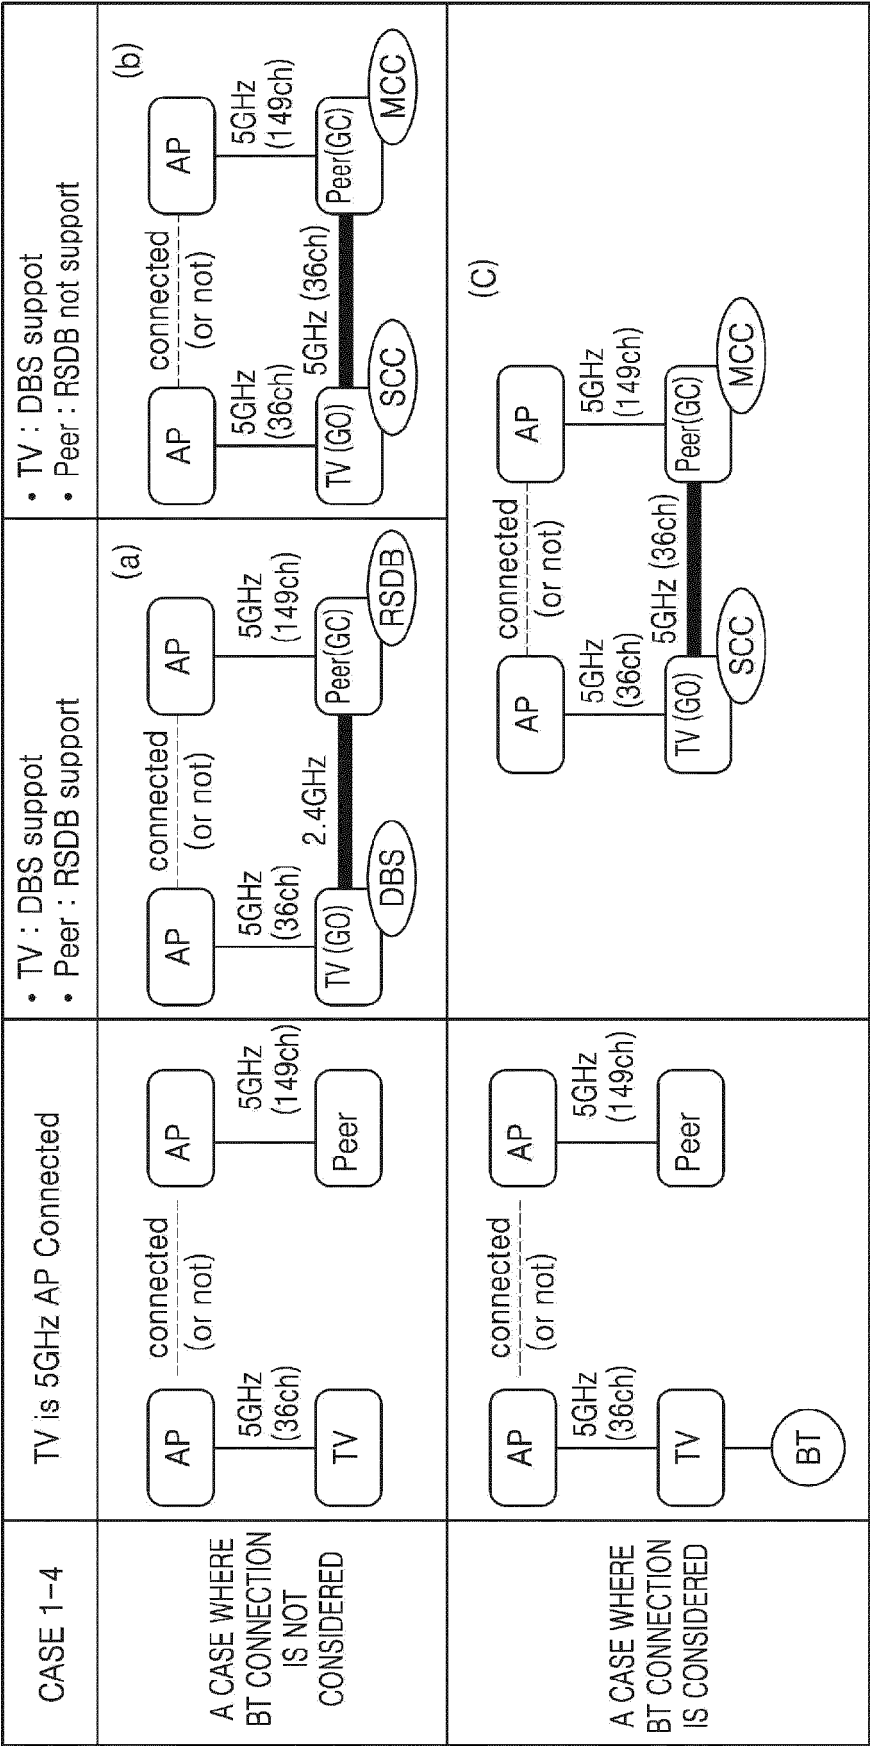 CASE 1-4
TV is 5GHz AP Connected
• TV : DBS suppot
• Peer : RSDB support
• TV : DBS suppot
• Peer : RSDB not support
A CASE WHERE
BT CONNECTION
IS NOT
CONSIDERED
AP
connected
(or not)
AP
5GHz
(36ch)
5GHz
(149ch)
TV
Peer
(a)
AP
connected
(or not)
AP
5GHz
(36ch)
5GHz
(149ch)
2.4GHz
TV (GO)
Peer(GC)
DBS
RSDB
(b)
AP
connected
(or not)
AP
5GHz
(36ch)
5GHz
(149ch)
5GHz (36ch)
TV (GO)
Peer(GC)
SCC
MCC
A CASE WHERE
BT CONNECTION
IS CONSIDERED
AP
connected
(or not)
AP
5GHz
(36ch)
5GHz
(149ch)
TV
Peer
BT
(C)
AP
connected
(or not)
AP
5GHz
(36ch)
5GHz
(149ch)
5GHz (36ch)
TV (GO)
Peer(GC)
SCC
MCC